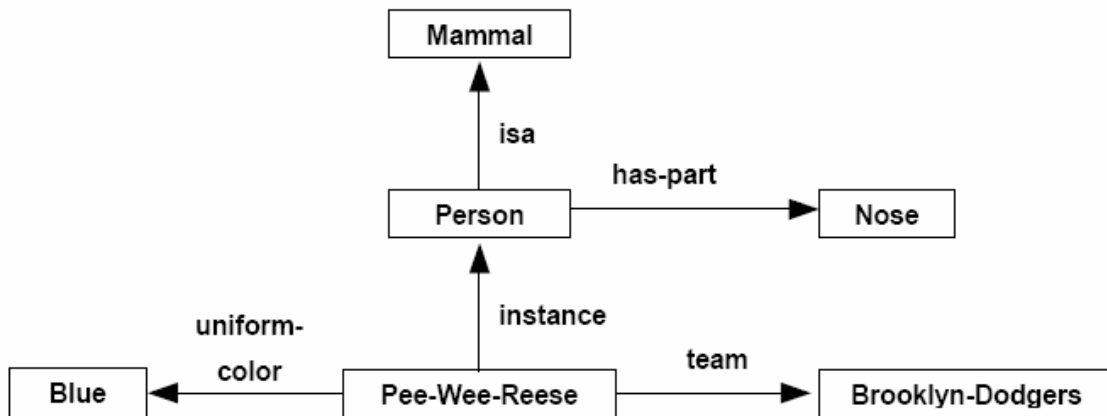 Mammal
isa
has-part
Person
Nose
instance
uniform-
color
team
Blue
Pee-Wee-Reese
Brooklyn-Dodgers